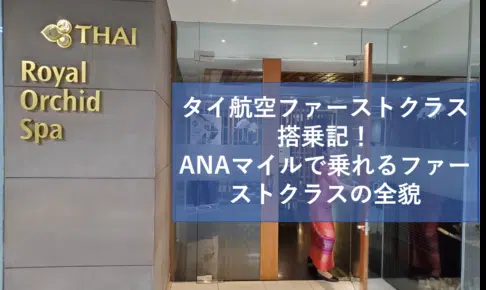 THAI
Royal
Orchid
Spa
タイ航空ファーストクラス
搭乗記！
ANAマイルで乗れるファー
ストクラスの全貌